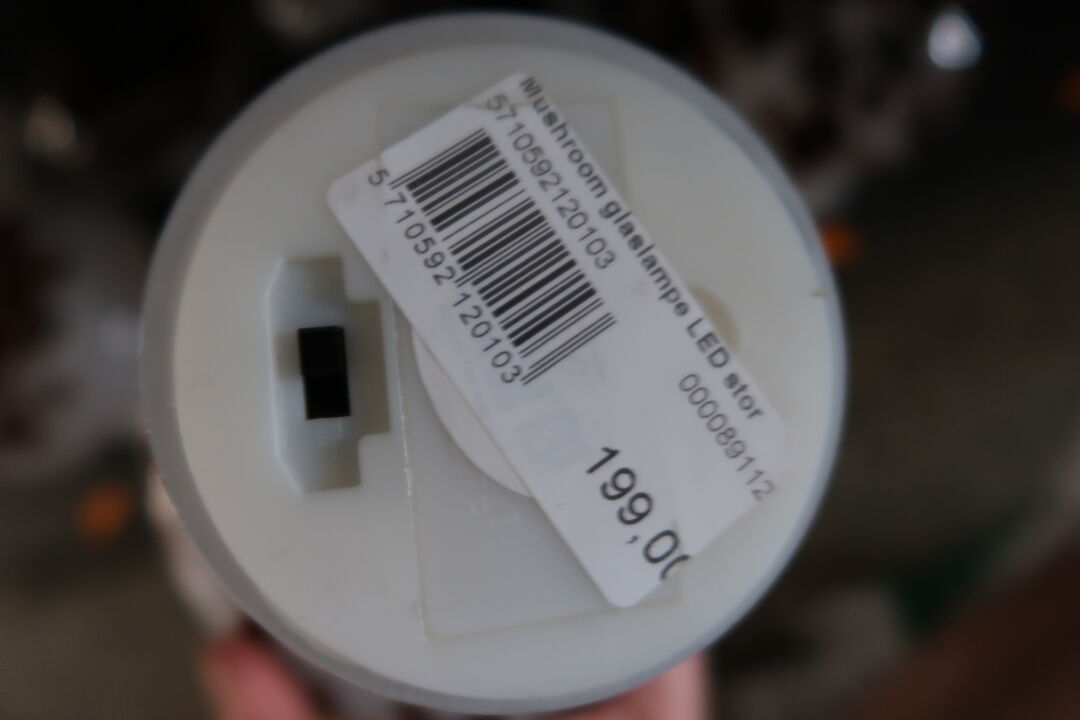 Mushroom glaslampe LED stor
5710592120103
000089112
5 710592 120103
199,00